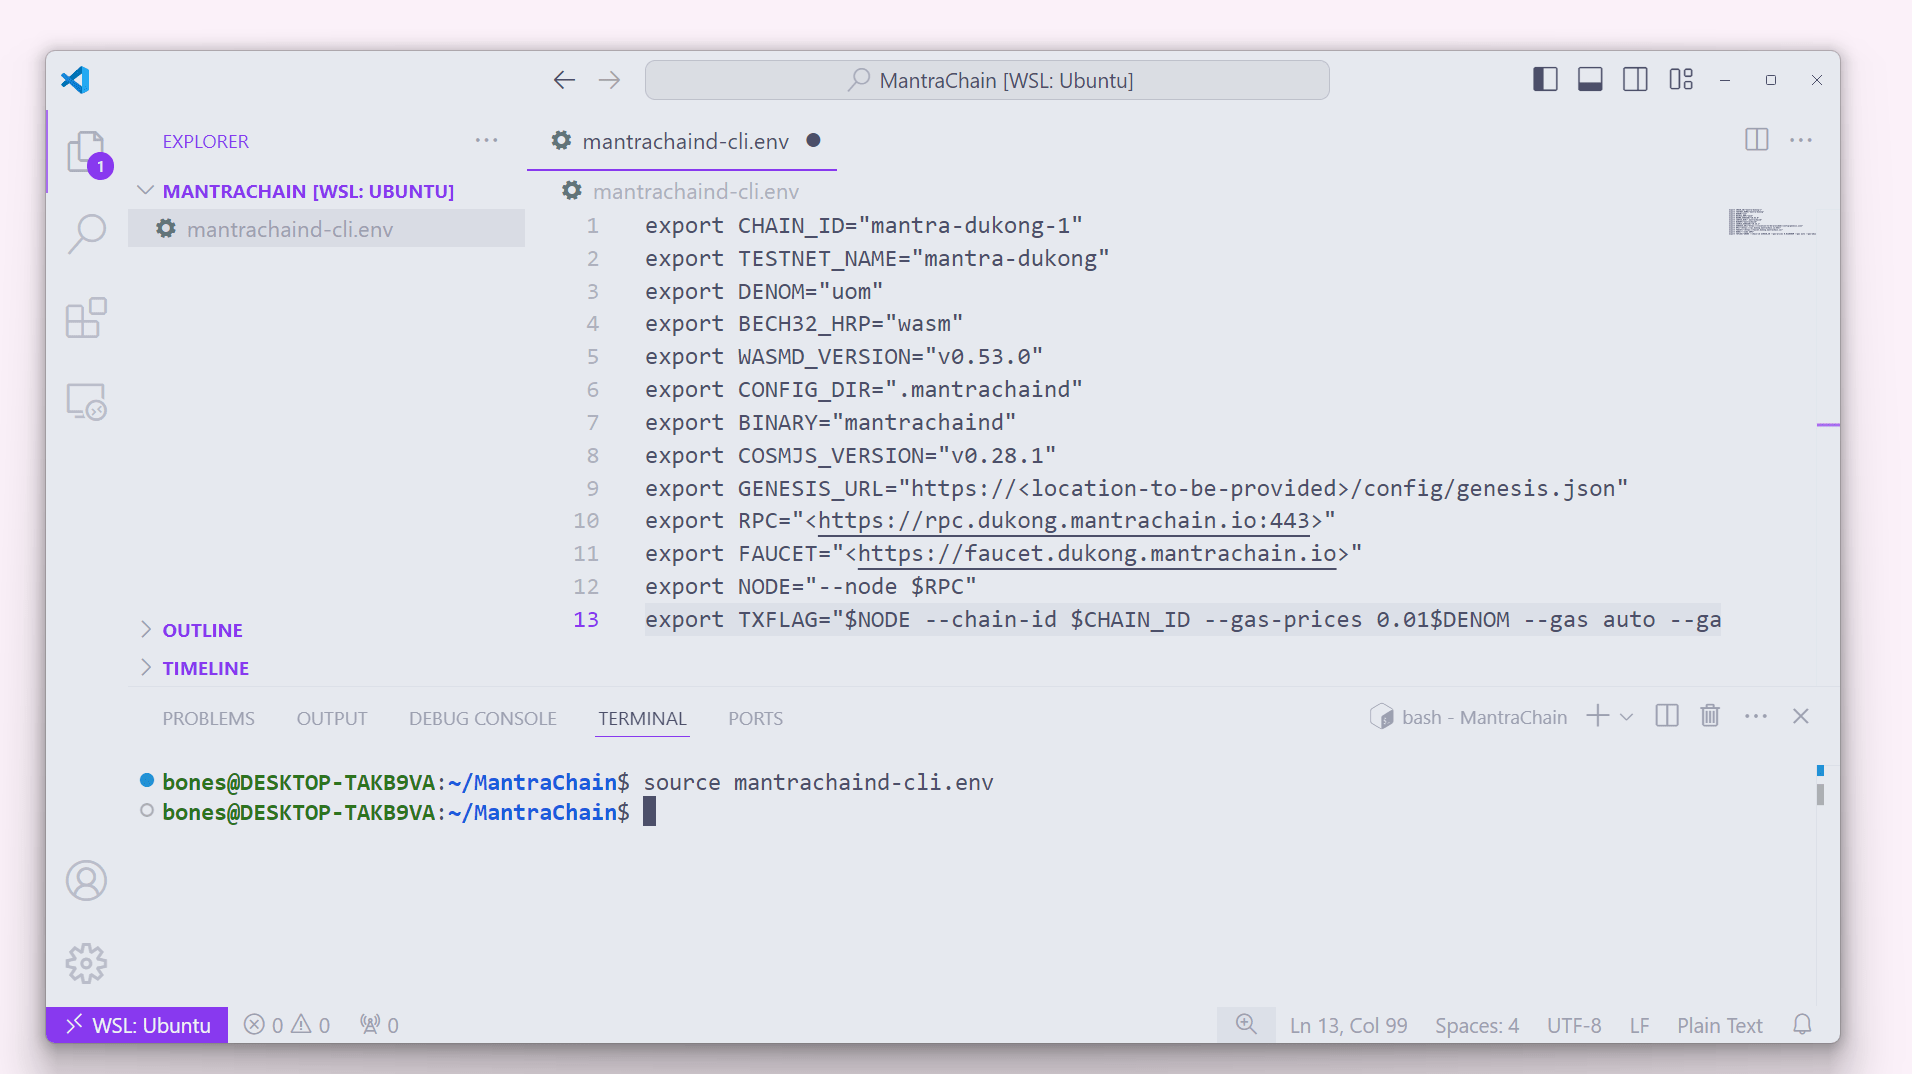 MantraChain [WSL: Ubuntu]
EXPLORER
1
MANTRACHAIN [WSL: UBUNTU]
mantrachaind-cli.env
OUTLINE
TIMELINE
mantrachaind-cli.env
mantrachaind-cli.env
1 export CHAIN_ID="mantra-dukong-1"
2 export TESTNET_NAME="mantra-dukong"
3 export DENOM="uom"
4 export BECH32_HRP="wasm"
5 export WASMD_VERSION="v0.53.0"
6 export CONFIG_DIR=".mantrachaind"
7 export BINARY="mantrachaind"
8 export COSMJS_VERSION="v0.28.1"
9 export GENESIS_URL="https://<location-to-be-provided>/config/genesis.json"
10 export RPC="<https://rpc.dukong.mantrachain.io:443>"
11 export FAUCET="<https://faucet.dukong.mantrachain.io>"
12 export NODE="--node $RPC"
13 export TXFLAG="$NODE --chain-id $CHAIN_ID --gas-prices 0.01$DENOM --gas auto --ga
PROBLEMS OUTPUT DEBUG CONSOLE TERMINAL PORTS bash - MantraChain
bones@DESKTOP-TAKB9VA:~/MantraChain$ source mantrachaind-cli.env
bones@DESKTOP-TAKB9VA:~/MantraChain$
WSL: Ubuntu 0 0 0 Ln 13, Col 99 Spaces: 4 UTF-8 LF Plain Text